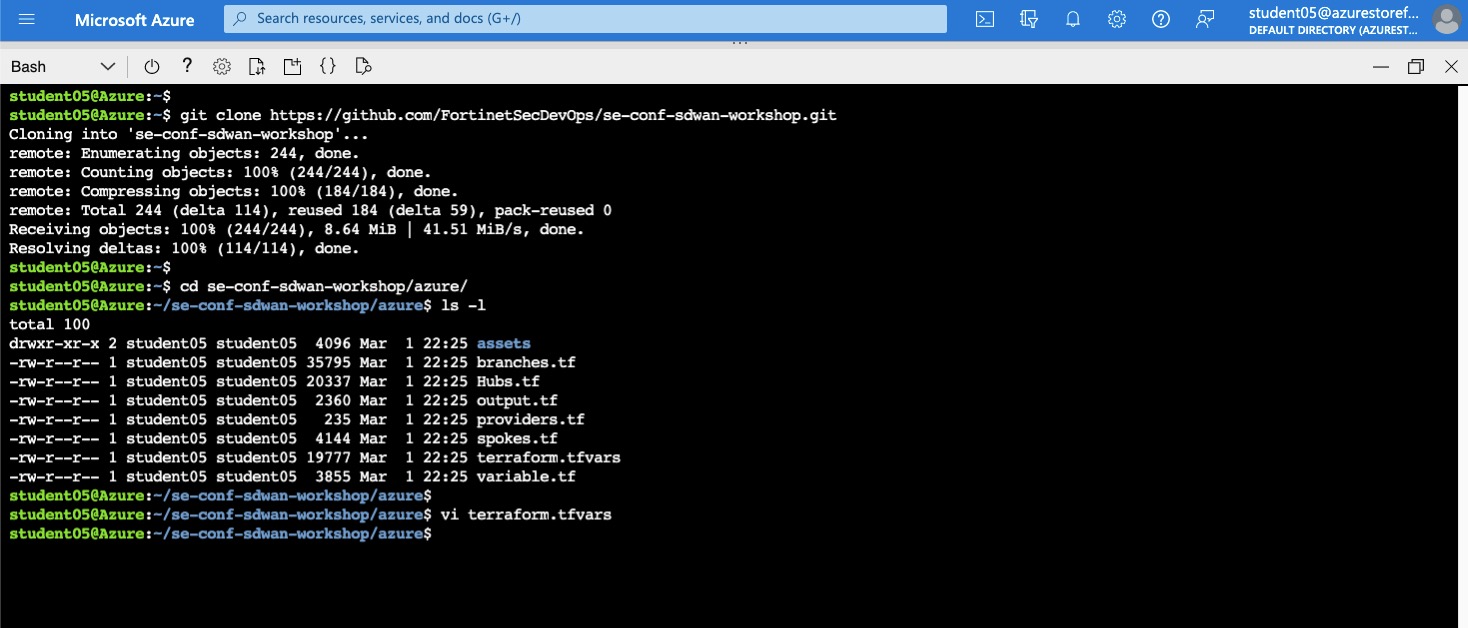 Microsoft Azure
Search resources, services, and docs (G+/)
student05@azurestoref...
DEFAULT DIRECTORY (AZUREST...
Bash
student05@Azure:~$
student05@Azure:~$ git clone https://github.com/FortinetSecDevOps/se-conf-sdwan-workshop.git
Cloning into 'se-conf-sdwan-workshop'...
remote: Enumerating objects: 244, done.
remote: Counting objects: 100% (244/244), done.
remote: Compressing objects: 100% (184/184), done.
remote: Total 244 (delta 114), reused 184 (delta 59), pack-reused 0
Receiving objects: 100% (244/244), 8.64 MiB | 41.51 MiB/s, done.
Resolving deltas: 100% (114/114), done.
student05@Azure:~$
student05@Azure:~$ cd se-conf-sdwan-workshop/azure/
student05@Azure:~/se-conf-sdwan-workshop/azure$ ls -l
total 100
drwxr-xr-x 2 student05 student05  4096 Mar  1 22:25 assets
-rw-r--r-- 1 student05 student05 35795 Mar  1 22:25 branches.tf
-rw-r--r-- 1 student05 student05 20337 Mar  1 22:25 Hubs.tf
-rw-r--r-- 1 student05 student05  2360 Mar  1 22:25 output.tf
-rw-r--r-- 1 student05 student05   235 Mar  1 22:25 providers.tf
-rw-r--r-- 1 student05 student05  4144 Mar  1 22:25 spokes.tf
-rw-r--r-- 1 student05 student05 19777 Mar  1 22:25 terraform.tfvars
-rw-r--r-- 1 student05 student05  3855 Mar  1 22:25 variable.tf
student05@Azure:~/se-conf-sdwan-workshop/azure$
student05@Azure:~/se-conf-sdwan-workshop/azure$ vi terraform.tfvars
student05@Azure:~/se-conf-sdwan-workshop/azure$